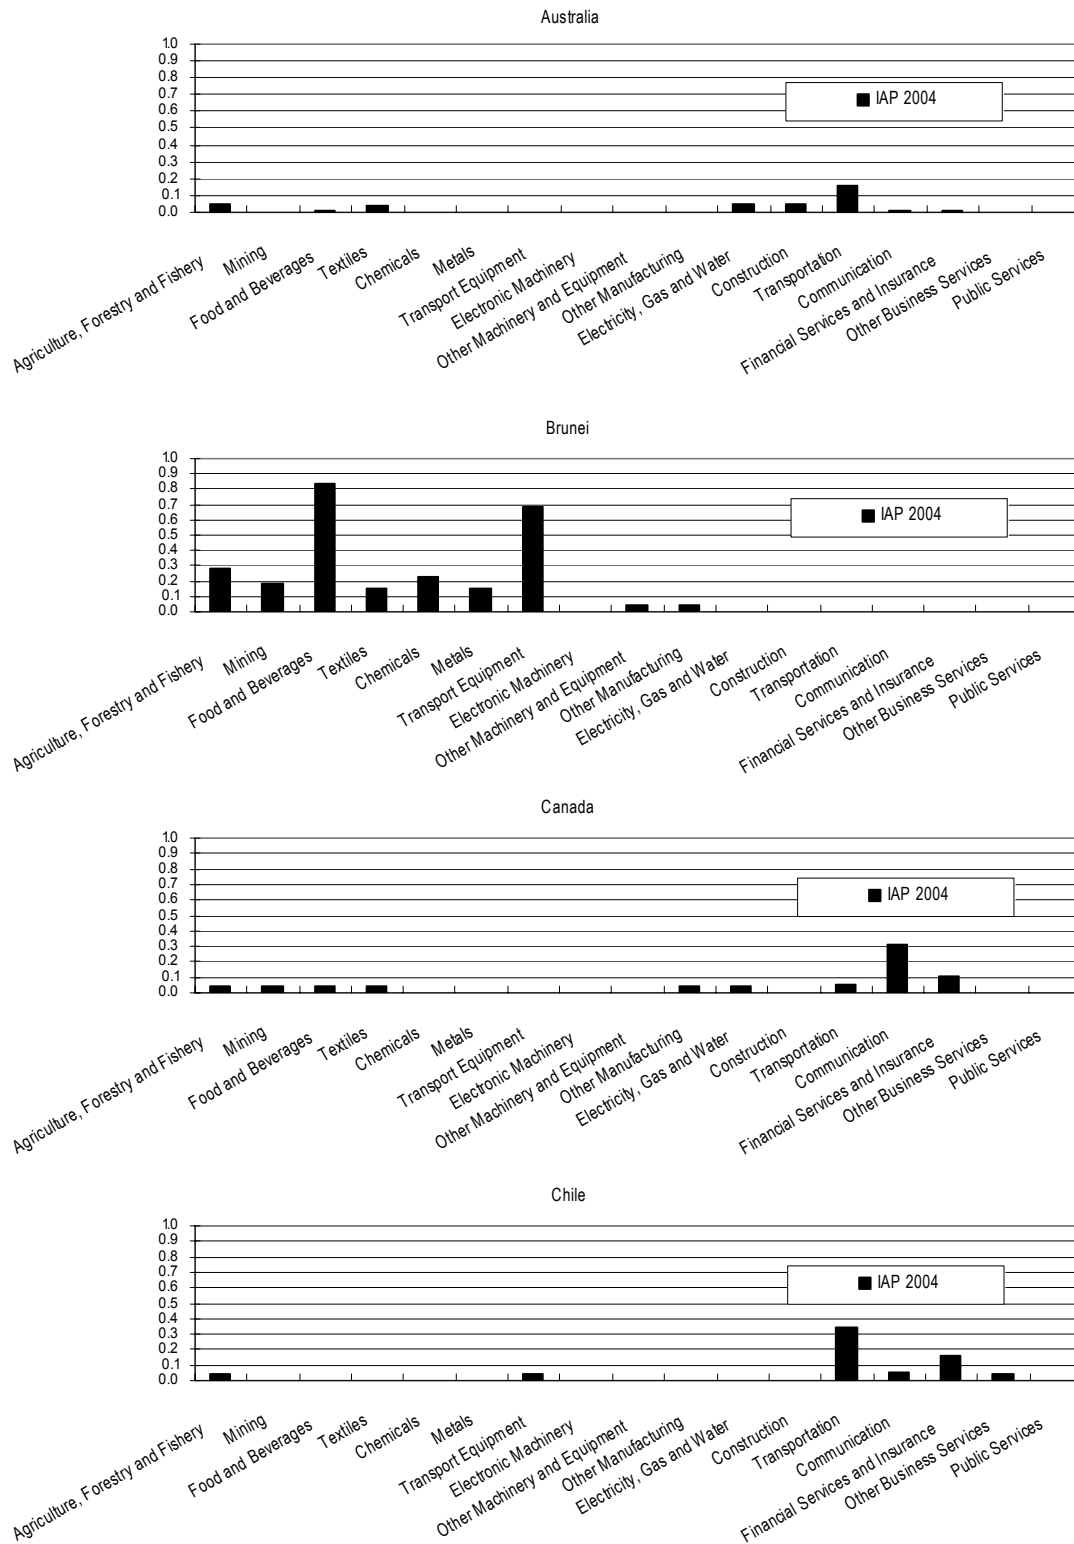 Australia
1.0
0.9
0.8
0.7
0.6
0.5
0.4
0.3
0.2
0.1
0.0
IAP 2004
Agriculture, Forestry and Fishery
Mining
Food and Beverages
Textiles
Chemicals
Metals
Transport Equipment
Electronic Machinery
Other Machinery and Equipment
Other Manufacturing
Electricity, Gas and Water
Construction
Transportation
Communication
Financial Services and Insurance
Other Business Services
Public Services
Brunei
1.0
0.9
0.8
0.7
0.6
0.5
0.4
0.3
0.2
0.1
0.0
IAP 2004
Agriculture, Forestry and Fishery
Mining
Food and Beverages
Textiles
Chemicals
Metals
Transport Equipment
Electronic Machinery
Other Machinery and Equipment
Other Manufacturing
Electricity, Gas and Water
Construction
Transportation
Communication
Financial Services and Insurance
Other Business Services
Public Services
Canada
1.0
0.9
0.8
0.7
0.6
0.5
0.4
0.3
0.2
0.1
0.0
IAP 2004
Agriculture, Forestry and Fishery
Mining
Food and Beverages
Textiles
Chemicals
Metals
Transport Equipment
Electronic Machinery
Other Machinery and Equipment
Other Manufacturing
Electricity, Gas and Water
Construction
Transportation
Communication
Financial Services and Insurance
Other Business Services
Public Services
Chile
1.0
0.9
0.8
0.7
0.6
0.5
0.4
0.3
0.2
0.1
0.0
IAP 2004
Agriculture, Forestry and Fishery
Mining
Food and Beverages
Textiles
Chemicals
Metals
Transport Equipment
Electronic Machinery
Other Machinery and Equipment
Other Manufacturing
Electricity, Gas and Water
Construction
Transportation
Communication
Financial Services and Insurance
Other Business Services
Public Services